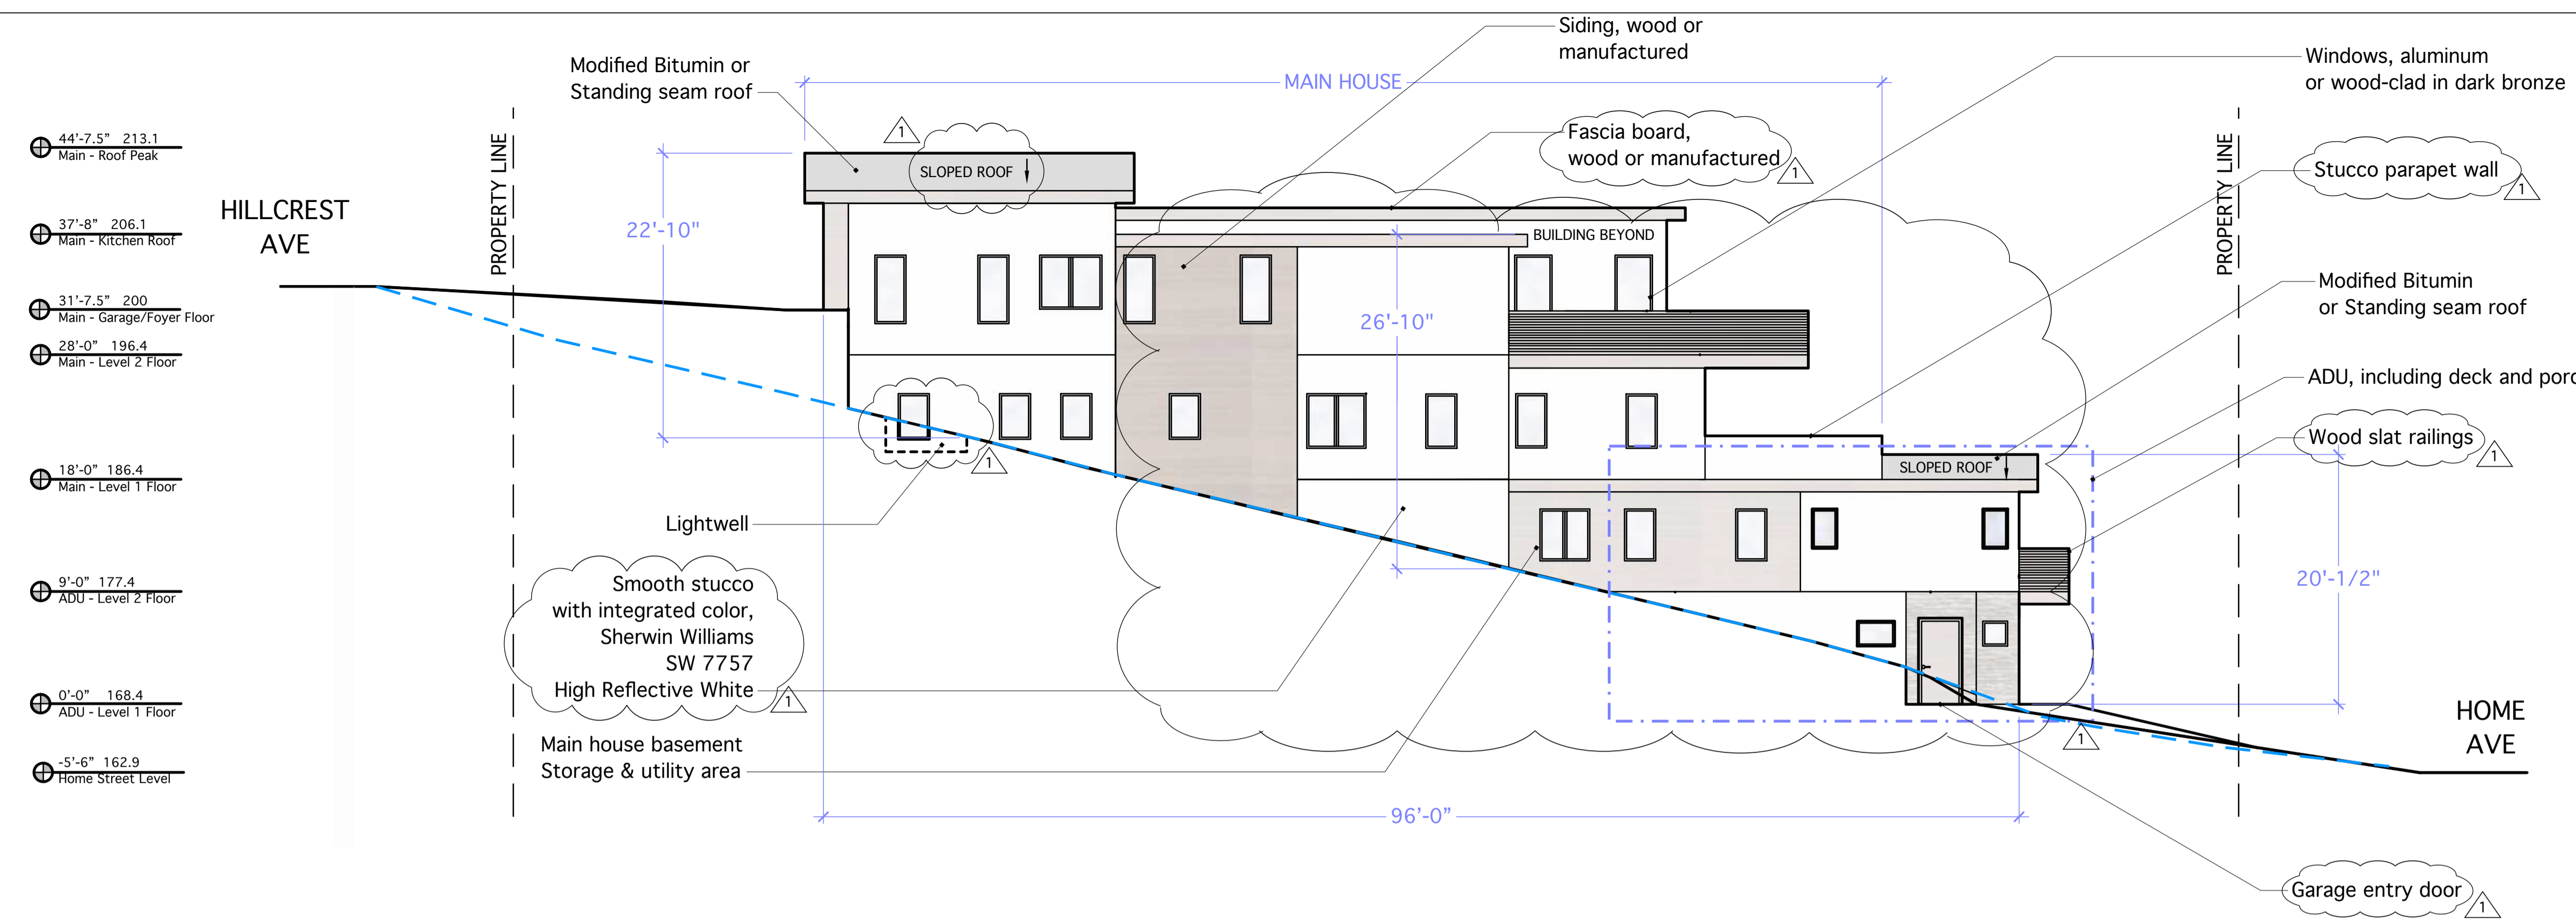 Siding, wood or
manufactured
Modified Bitumin or
Standing seam roof
MAIN HOUSE
Windows, aluminum
or wood-clad in dark bronze
44'-7.5" 213.1
Main - Roof Peak
PROPERTY LINE
1
SLOPED ROOF
Fascia board,
wood or manufactured
1
PROPERTY LINE
Stucco parapet wall
1
HILLCREST
AVE
37'-8" 206.1
Main - Kitchen Roof
22'-10"
BUILDING BEYOND
Modified Bitumin
or Standing seam roof
31'-7.5" 200
Main - Garage/Foyer Floor
26'-10"
28'-0" 196.4
Main - Level 2 Floor
ADU, including deck and porc
Wood slat railings
1
1
SLOPED ROOF
18'-0" 186.4
Main - Level 1 Floor
Lightwell
9'-0" 177.4
ADU - Level 2 Floor
20'-1/2"
Smooth stucco
with integrated color,
Sherwin Williams
SW 7757
High Reflective White
1
0'-0" 168.4
ADU - Level 1 Floor
HOME
AVE
1
Main house basement
Storage & utility area
-5'-6" 162.9
Home Street Level
96'-0"
Garage entry door
1